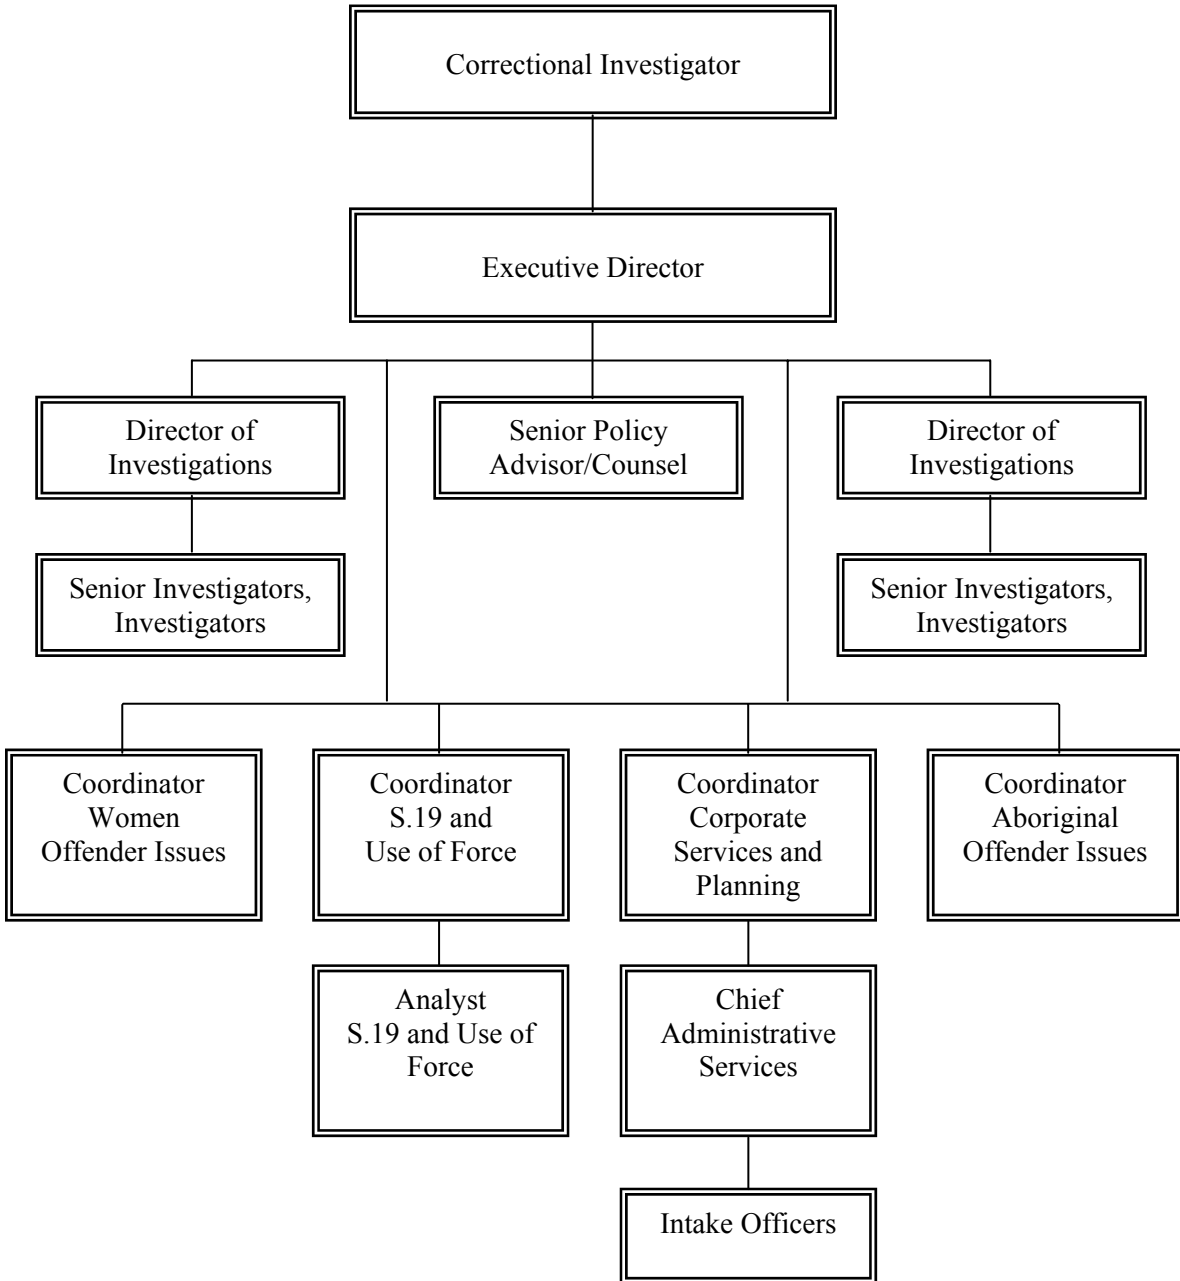 Correctional Investigator
Executive Director
Director of
Investigations
Senior Policy
Advisor/Counsel
Director of
Investigations
Senior Investigators,
Investigators
Senior Investigators,
Investigators
Coordinator
Women
Offender Issues
Coordinator
S.19 and
Use of Force
Coordinator
Corporate
Services and
Planning
Coordinator
Aboriginal
Offender Issues
Analyst
S.19 and Use of
Force
Chief
Administrative
Services
Intake Officers